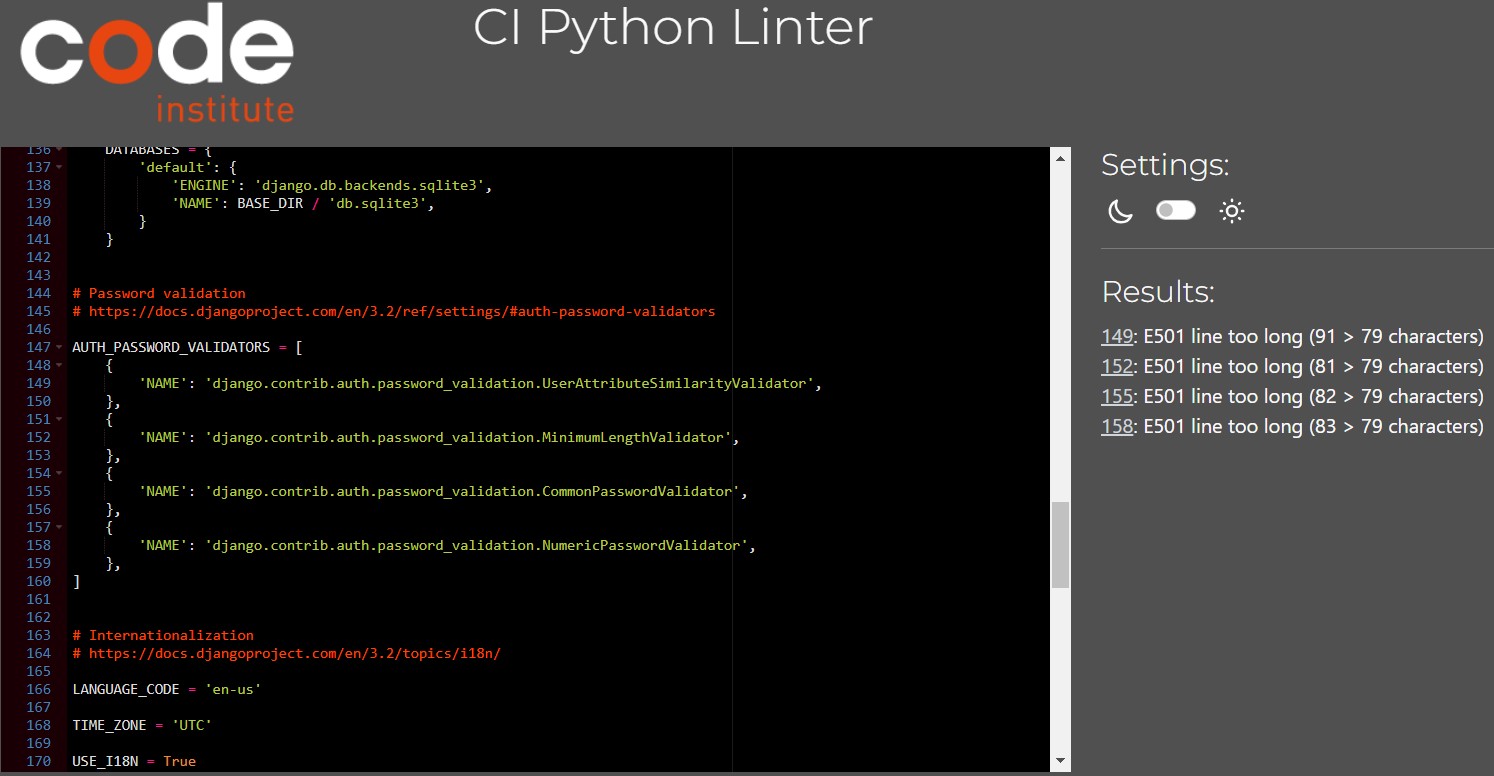 code
institute
CI Python Linter
136 DATABASES = {
137 'default': {
138 'ENGINE': 'django.db.backends.sqlite3',
139 'NAME': BASE_DIR / 'db.sqlite3',
140 }
141 }
142
143
144 # Password validation
145 # https://docs.djangoproject.com/en/3.2/ref/settings/#auth-password-validators
146
147 AUTH_PASSWORD_VALIDATORS = [
148 {
149 'NAME': 'django.contrib.auth.password_validation.UserAttributeSimilarityValidator',
150 },
151 {
152 'NAME': 'django.contrib.auth.password_validation.MinimumLengthValidator',
153 },
154 {
155 'NAME': 'django.contrib.auth.password_validation.CommonPasswordValidator',
156 },
157 {
158 'NAME': 'django.contrib.auth.password_validation.NumericPasswordValidator',
159 },
160 ]
161
162
163 # Internationalization
164 # https://docs.djangoproject.com/en/3.2/topics/i18n/
165
166 LANGUAGE_CODE = 'en-us'
167
168 TIME_ZONE = 'UTC'
169
170 USE_I18N = True
Settings:
Results:
149: E501 line too long (91 > 79 characters)
152: E501 line too long (81 > 79 characters)
155: E501 line too long (82 > 79 characters)
158: E501 line too long (83 > 79 characters)